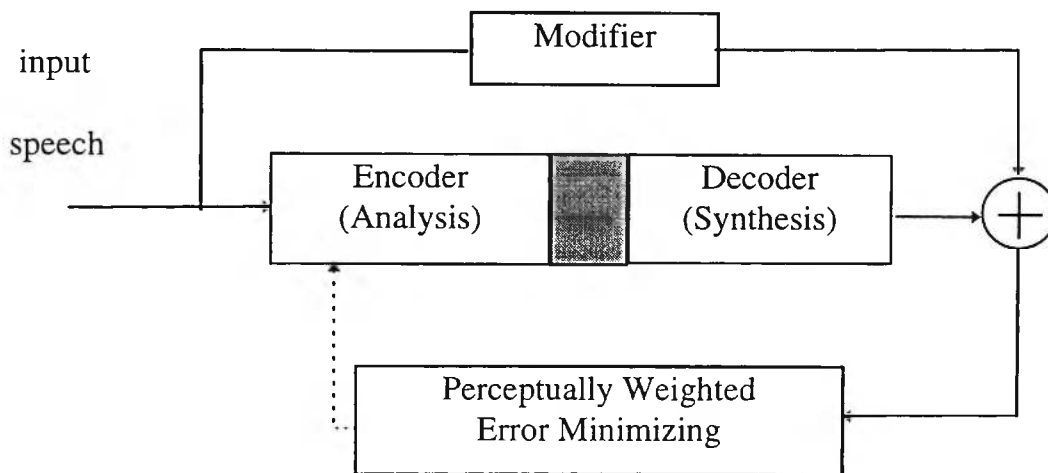 Modifier
input
speech
Encoder
(Analysis)
Decoder
(Synthesis)
Perceptually Weighted
Error Minimizing